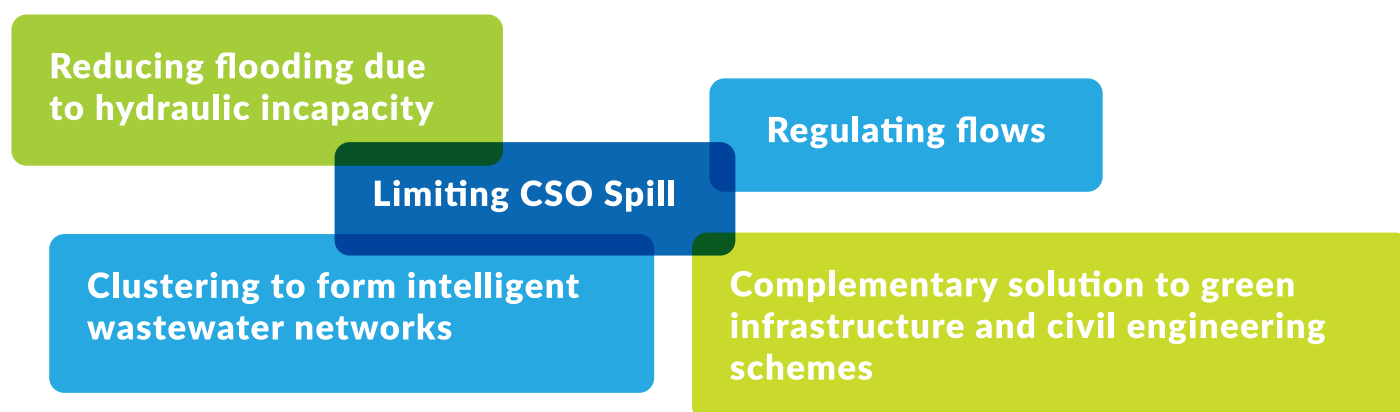 Reducing flooding due
to hydraulic incapacity
Regulating flows
Limiting CSO Spill
Clustering to form intelligent
wastewater networks
Complementary solution to green
infrastructure and civil engineering
schemes